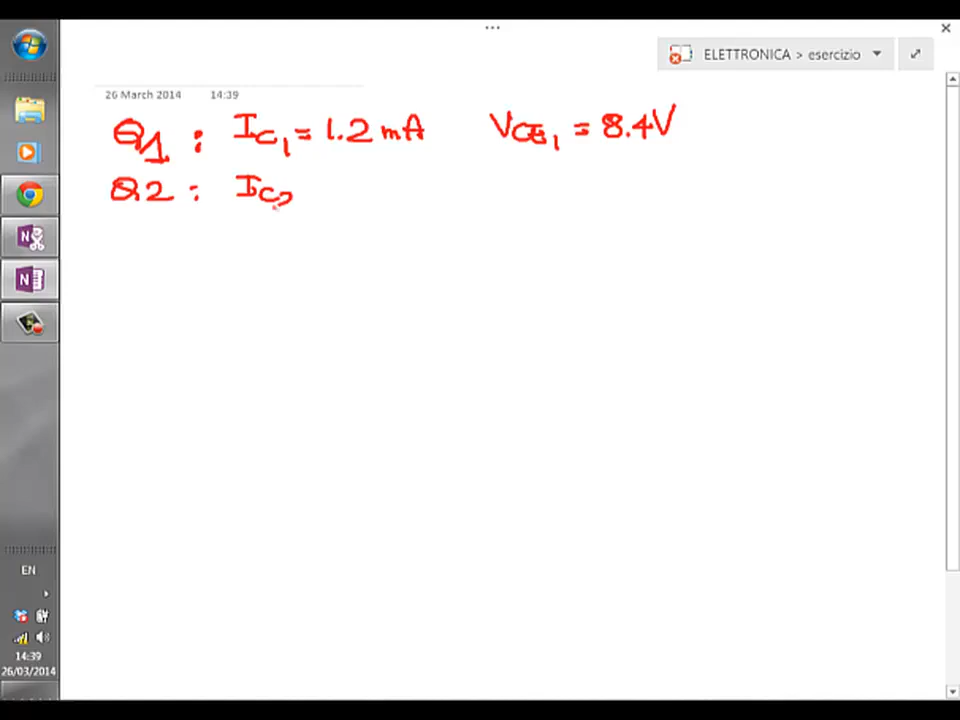 ELETTRONICA > esercizio
26 March 2014 14:39
Q1 : IC1 = 1.2 mA VCE1 = 8.4V
Q2 : IC2
EN
14:39
26/03/2014